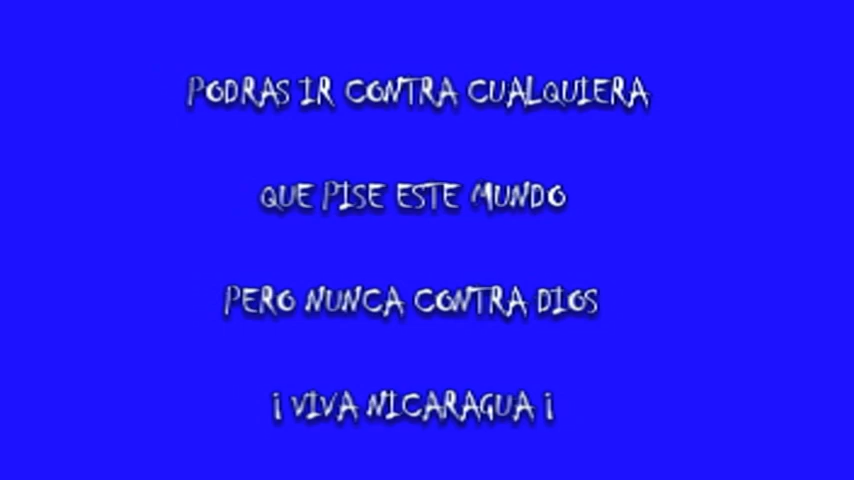 PODRAS IR CONTRA CUALQUIERA
QUE PISE ESTE MUNDO
PERO NUNCA CONTRA DIOS
¡ VIVA NICARAGUA ¡